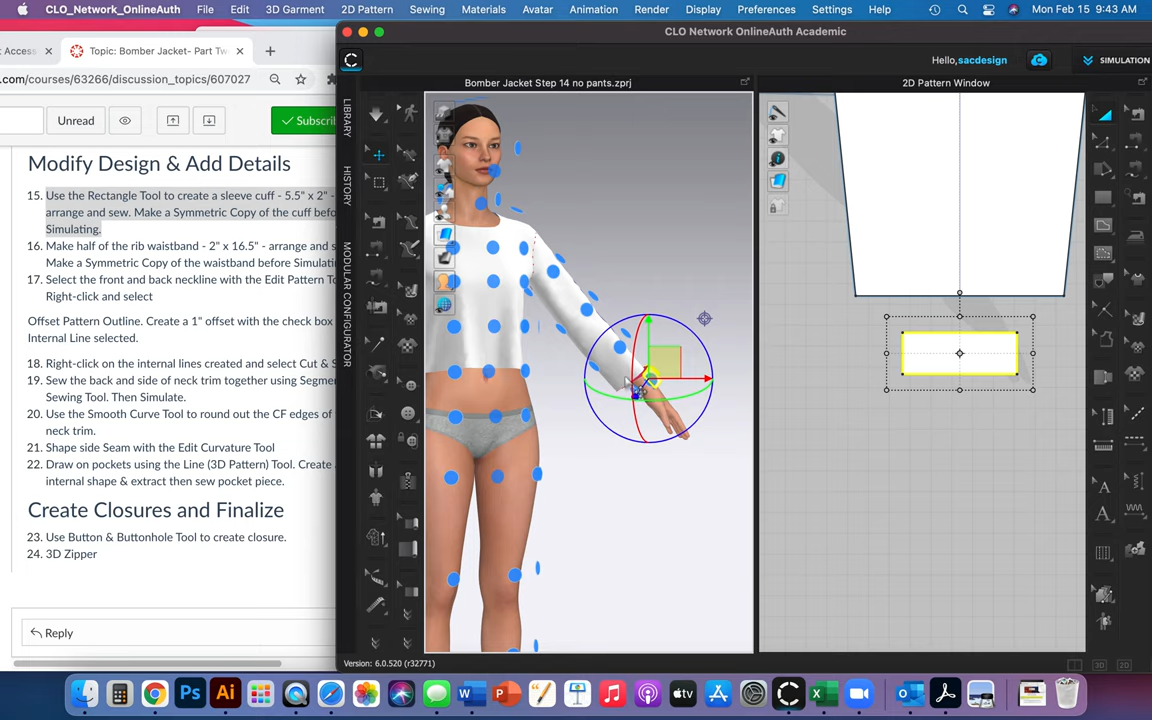 CLO_Network_OnlineAuth File Edit 3D Garment 2D Pattern Sewing Materials Avatar Animation Render Display Preferences Settings Help Mon Feb 15 9:43 AM
t Acces Topic: Bomber Jacket- Part Tw
CLO Network OnlineAuth Academic
.com/courses/63266/discussion_topics/607027
Hello, sacdesign SIMULATION
Bomber Jacket Step 14 no pants.zprj 2D Pattern Window
Unread Subscri
LIBRARY
HISTORY
MODULAR CONFIGURATOR
Modify Design & Add Details
15. Use the Rectangle Tool to create a sleeve cuff - 5.5" x 2" -
arrange and sew. Make a Symmetric Copy of the cuff befo
Simulating.
16. Make half of the rib waistband - 2" x 16.5" - arrange and s
Make a Symmetric Copy of the waistband before Simulati
17. Select the front and back neckline with the Edit Pattern To
Right-click and select
Offset Pattern Outline. Create a 1" offset with the check box
Internal Line selected.
18. Right-click on the internal lines created and select Cut & S
19. Sew the back and side of neck trim together using Segmen
Sewing Tool. Then Simulate.
20. Use the Smooth Curve Tool to round out the CF edges of
neck trim.
21. Shape side Seam with the Edit Curvature Tool
22. Draw on pockets using the Line (3D Pattern) Tool. Create
internal shape & extract then sew pocket piece.
Create Closures and Finalize
23. Use Button & Buttonhole Tool to create closure.
24. 3D Zipper
Reply
Version: 6.0.520 (r32771)
3D 2D
Ps Ai tv